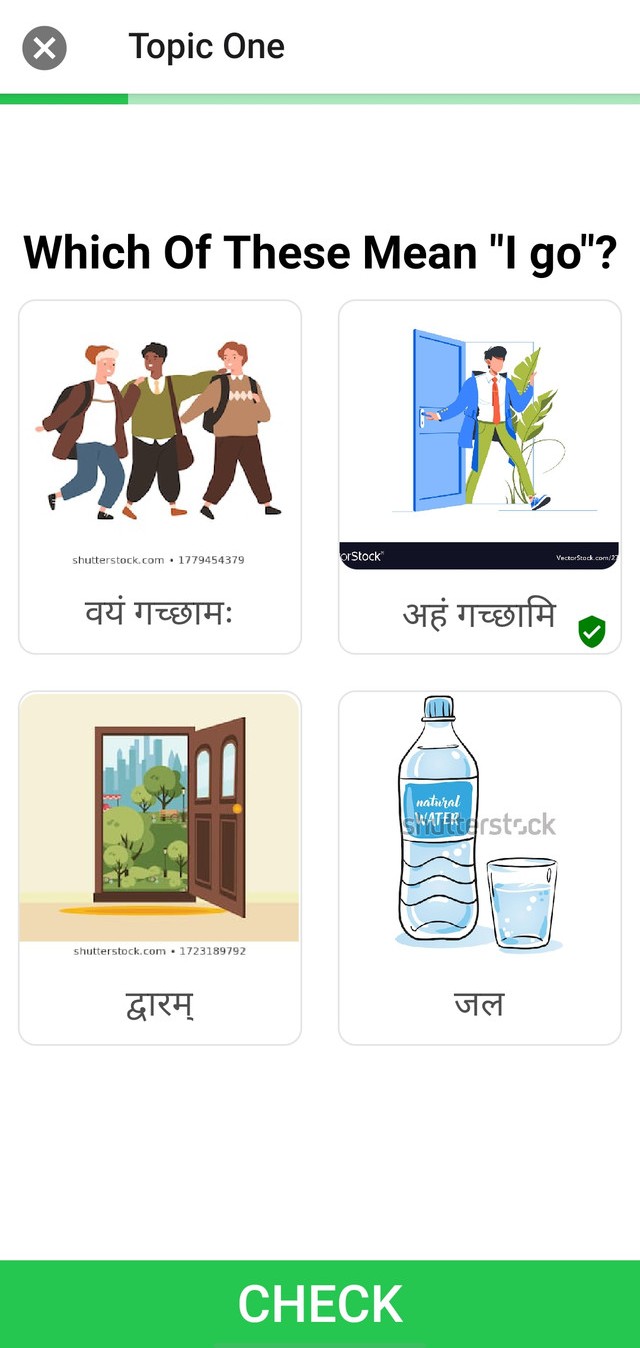 Topic One
Which Of These Mean "I go"?
shutterstock.com • 1779454379
वयं गच्छामः
orStock®
VectorStock.com/27
अहं गच्छामि
shutterstock.com • 1723189792
द्वारम्
natural
WATER
shutterstock
जल
CHECK